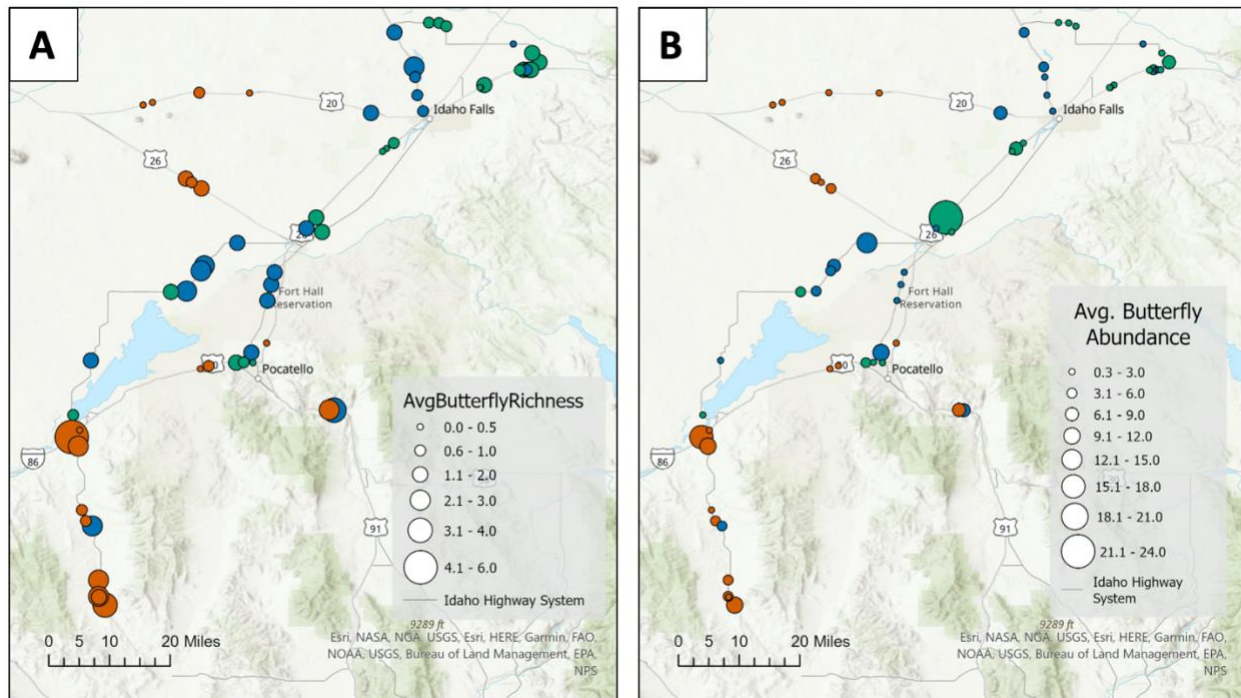 A
20
Idaho Falls
26
26
Fort Hall
Reservation
Pocatello
86
91
AvgButterflyRichness
0.0 - 0.5
0.6 - 1.0
1.1 - 2.0
2.1 - 3.0
3.1 - 4.0
4.1 - 6.0
Idaho Highway System
0 5 10 20 Miles
9289 ft
Esri, NASA, NGA, USGS, Esri, HERE, Garmin, FAO,
NOAA, USGS, Bureau of Land Management, EPA,
NPS
B
20
Idaho Falls
26
26
Fort Hall
Reservation
Pocatello
86
91
Avg. Butterfly
Abundance
0.3 - 3.0
3.1 - 6.0
6.1 - 9.0
9.1 - 12.0
12.1 - 15.0
15.1 - 18.0
18.1 - 21.0
21.1 - 24.0
Idaho Highway
System
0 5 10 20 Miles
9289 ft
Esri, NASA, NGA, USGS, Esri, HERE, Garmin, FAO,
NOAA, USGS, Bureau of Land Management, EPA,
NPS